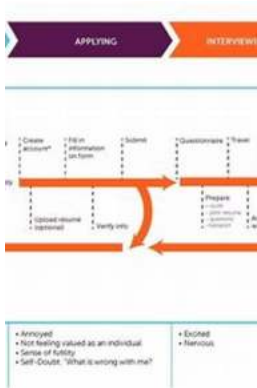 APPLYING
INTERVIEW
Create
account*
Fill in
information
on form
Submit
Questionnaire
Travel
Upload resume
(optional)
Verify info
Prepare
• Annoyed
• Not feeling valued as an individual
• Sense of futility
• Self-Doubt: "What is wrong with me?
• Excited
• Nervous